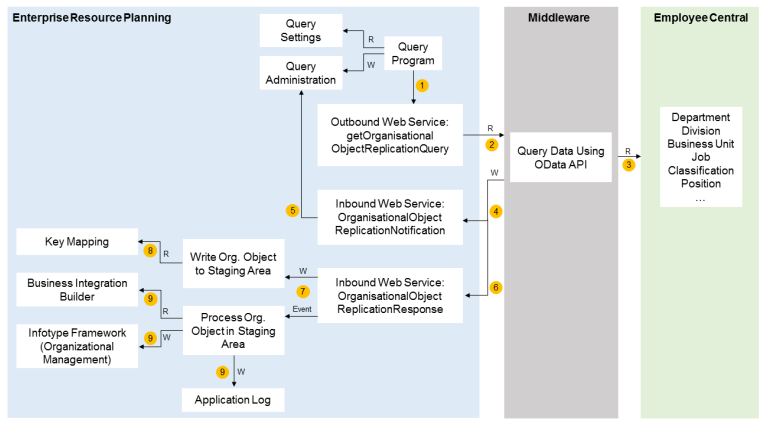 Enterprise Resource Planning
Middleware
Employee Central
Query
Settings
R
Query
Program
W
Query
Administration
1
Outbound Web Service:
getOrganisational
ObjectReplicationQuery
R
2
Query Data Using
OData API
R
3
Department
Division
Business Unit
Job
Classification
Position
…
W
4
5
Inbound Web Service:
OrganisationalObject
ReplicationNotification
Key Mapping
8
R
Write Org. Object
to Staging Area
W
7
Inbound Web Service:
OrganisationalObject
ReplicationResponse
6
Business Integration
Builder
9
R
Event
Process Org.
Object in Staging
Area
Infotype Framework
(Organizational
Management)
9
W
9
W
Application Log